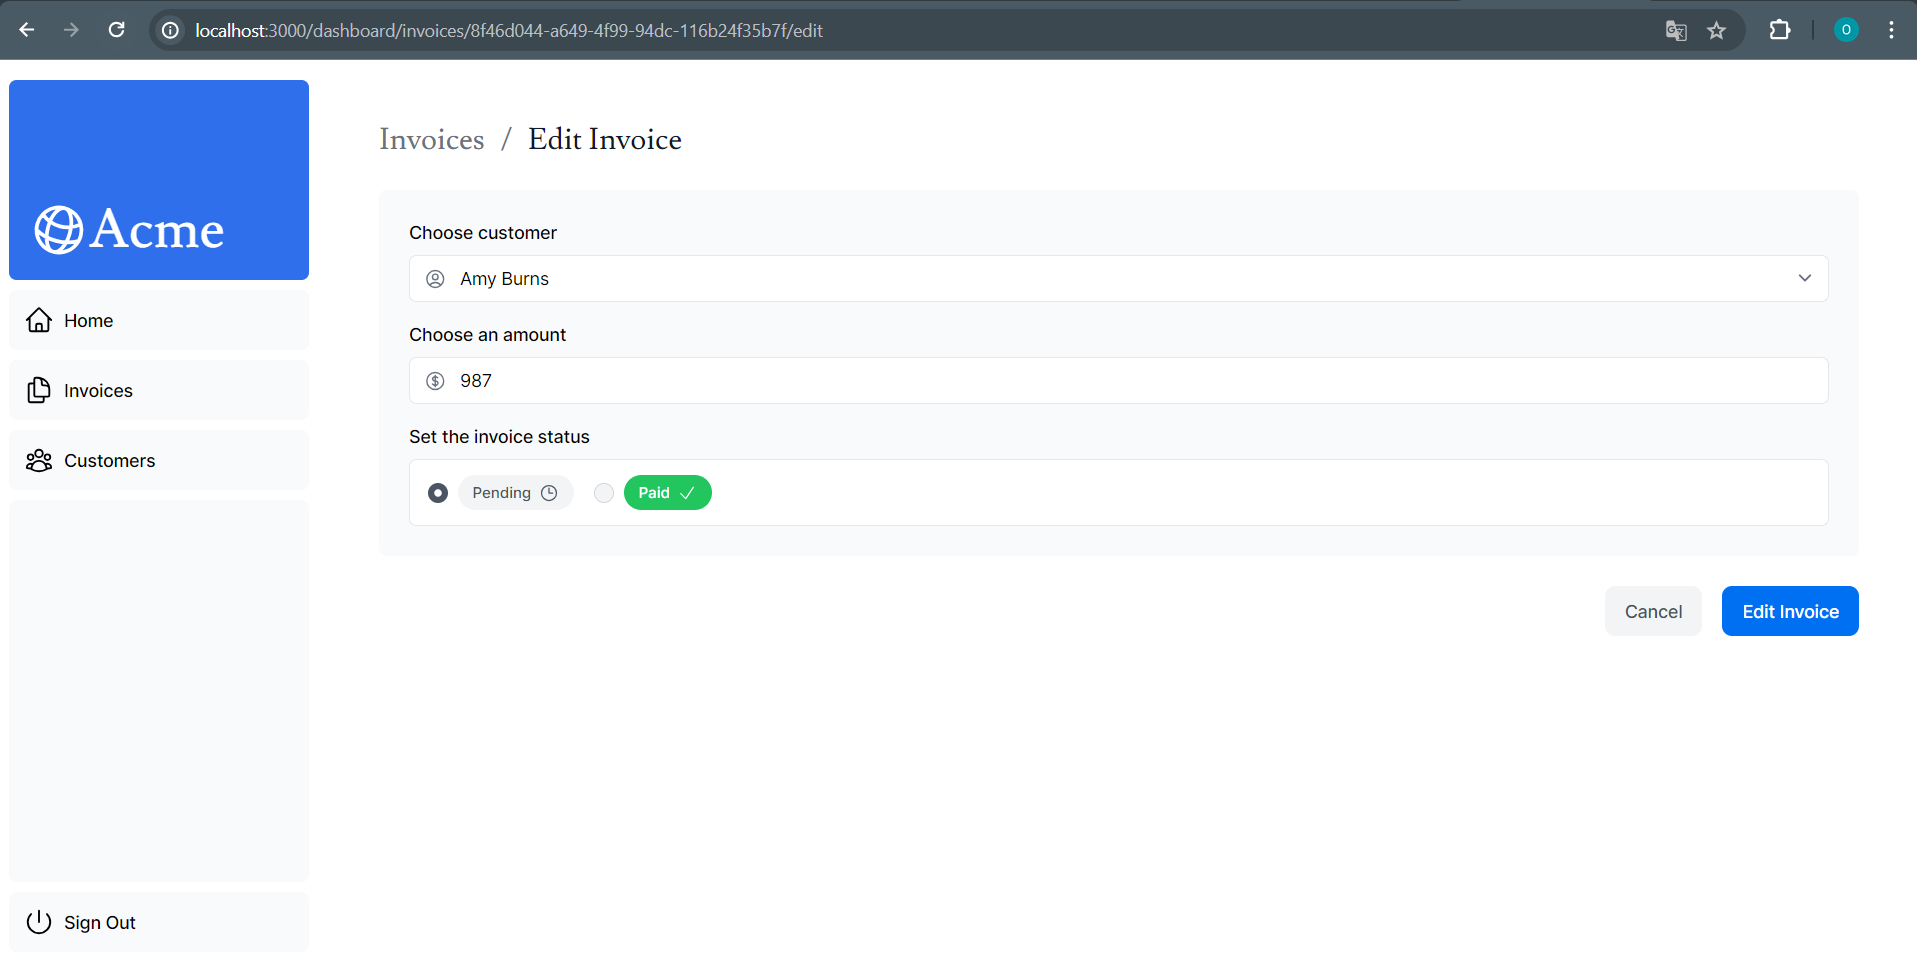 localhost:3000/dashboard/invoices/8f46d044-a649-4f99-94dc-116b24f35b7f/edit
O
Acme
Home
Invoices
Customers
Sign Out
Invoices / Edit Invoice
Choose customer
Amy Burns
Choose an amount
987
Set the invoice status
Pending Paid
Cancel Edit Invoice